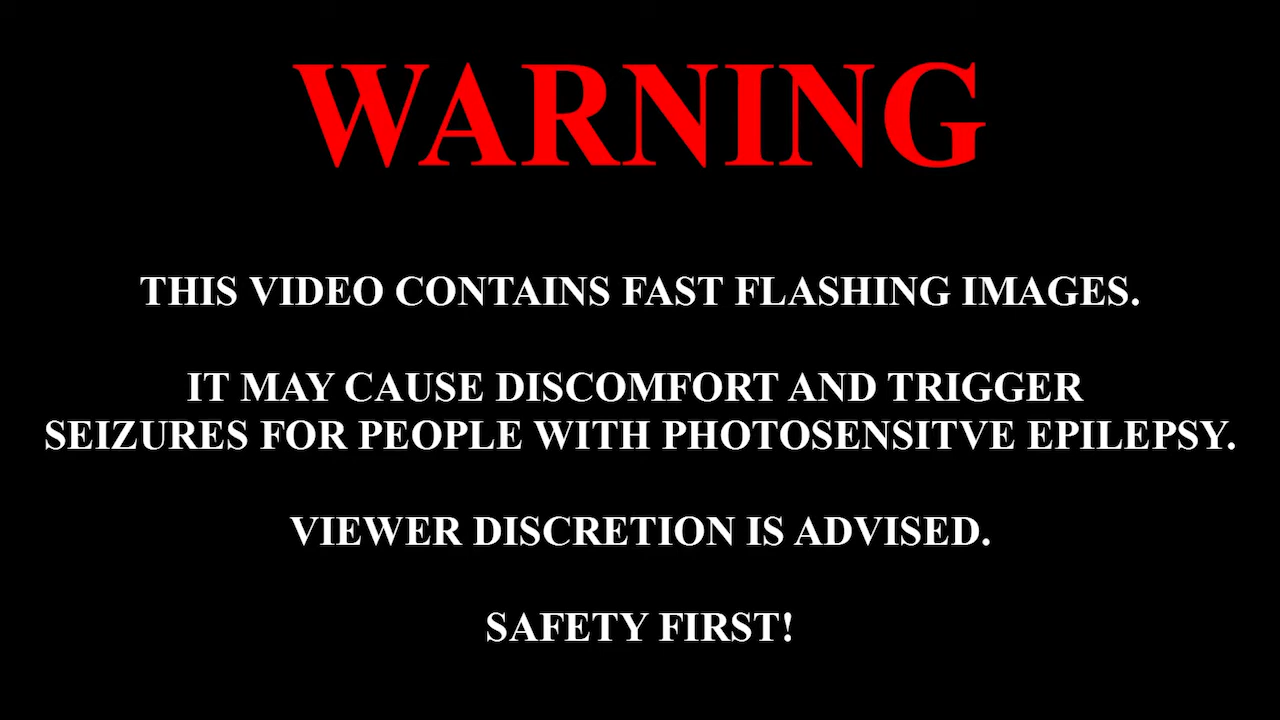 WARNING
THIS VIDEO CONTAINS FAST FLASHING IMAGES.
IT MAY CAUSE DISCOMFORT AND TRIGGER
SEIZURES FOR PEOPLE WITH PHOTOSENSITVE EPILEPSY.
VIEWER DISCRETION IS ADVISED.
SAFETY FIRST!